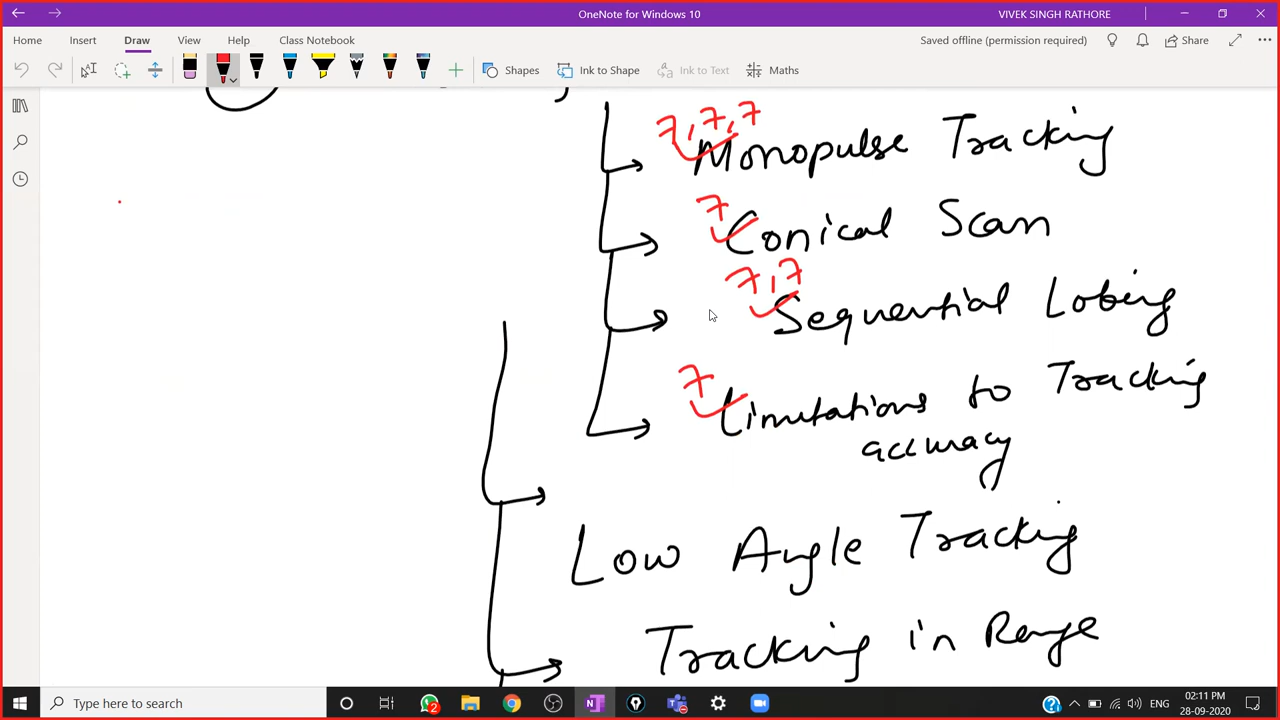 OneNote for Windows 10
VIVEK SINGH RATHORE
Home Insert Draw View Help Class Notebook
Saved offline (permission required)
Share
Shapes
Ink to Shape
Ink to Text
Maths
7, 7, 7
Monopulse Tracking
7
Conical Scan
7, 7
Sequential Lobing
7
Limitations to Tracking
accuracy
Low Angle Tracking
Tracking in Range
Type here to search
2
ENG
02:11 PM
28-09-2020